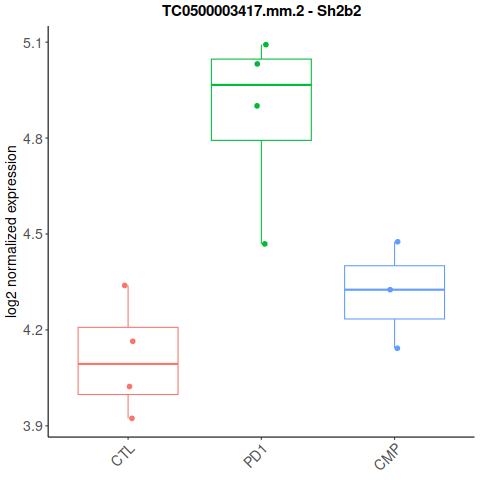 TC0500003417.mm.2 - Sh2b2
log2 normalized expression
5.1
4.8
4.5
4.2
3.9
CTL
PD1
CMP